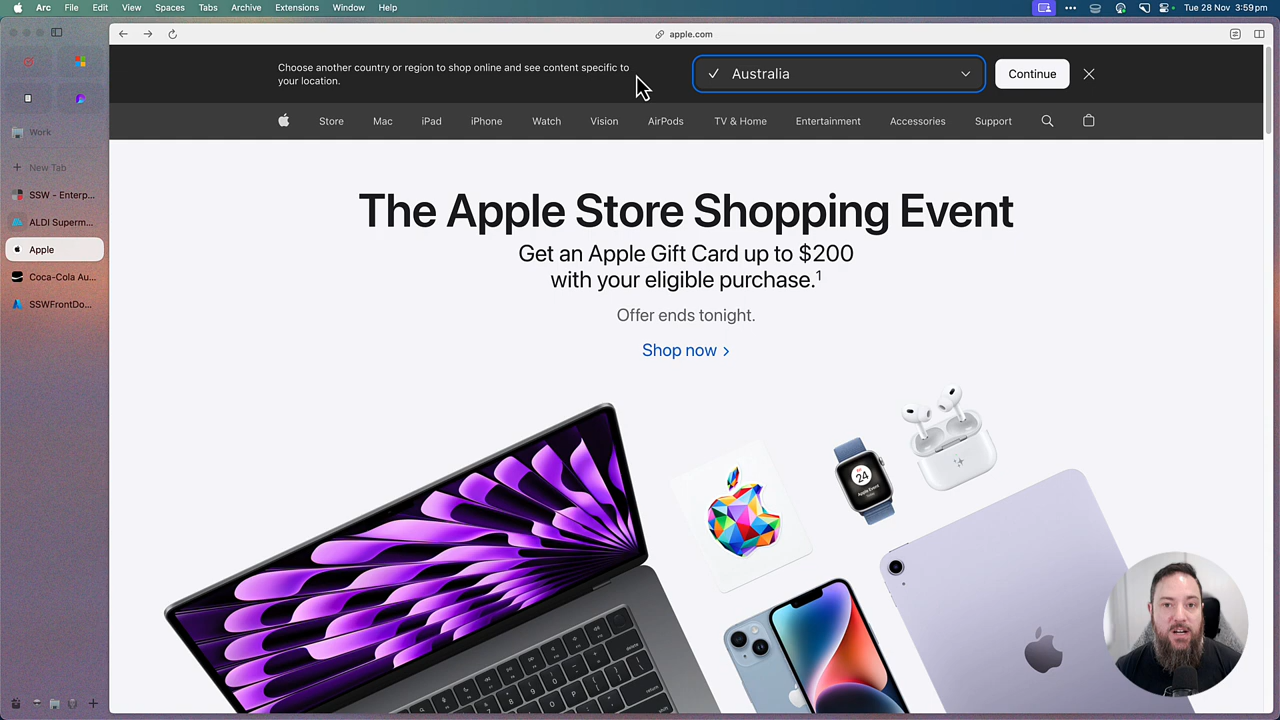 Arc File Edit View Spaces Tabs Archive Extensions Window Help
Tue 28 Nov 3:59pm
apple.com
Work
New Tab
SSW - Enterp...
ALDI Superm...
Apple
Coca-Cola Au...
SSWFrontDo...
Choose another country or region to shop online and see content specific to
your location.
Australia
Continue
Store Mac iPad iPhone Watch Vision AirPods TV & Home Entertainment Accessories Support
The Apple Store Shopping Event
Get an Apple Gift Card up to $200
with your eligible purchase.1
Offer ends tonight.
Shop now >
24
Apple Event
delete
return